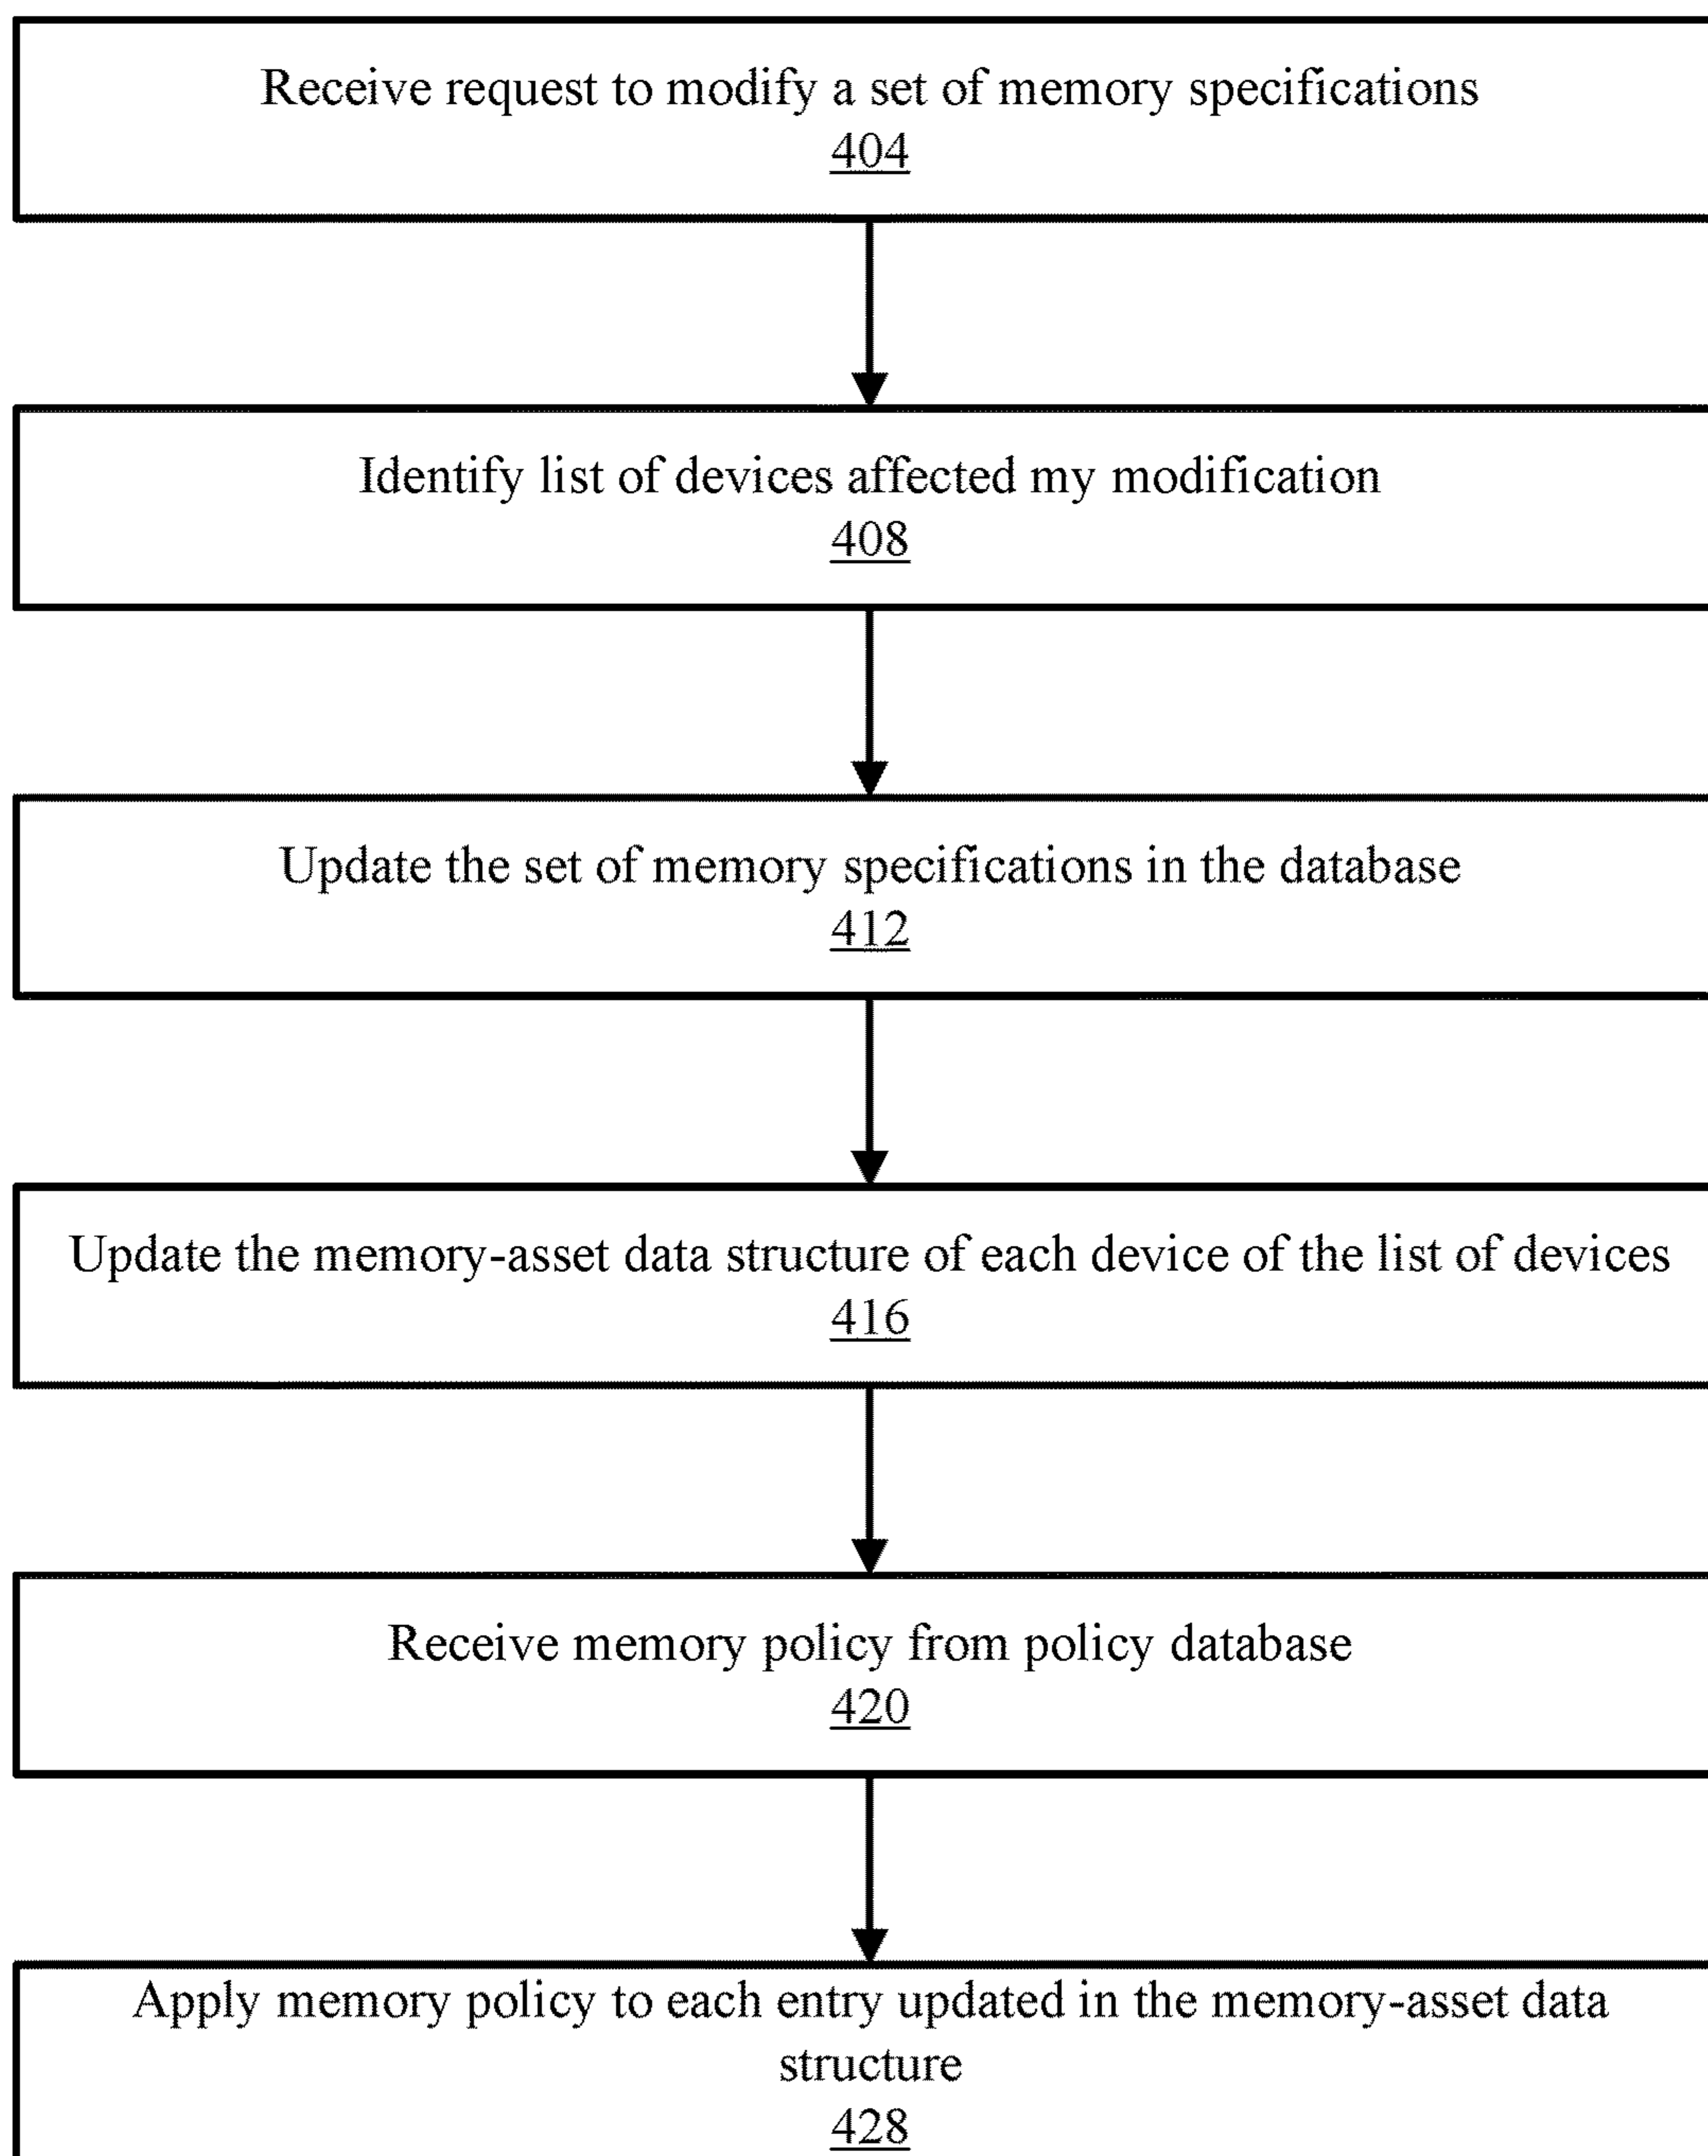 Receive request to modify a set of memory specifications
404
Identify list of devices affected my modification
408
Update the set of memory specifications in the database
412
Update the memory-asset data structure of each device of the list of devices
416
Receive memory policy from policy database
420
Apply memory policy to each entry updated in the memory-asset data
structure
428